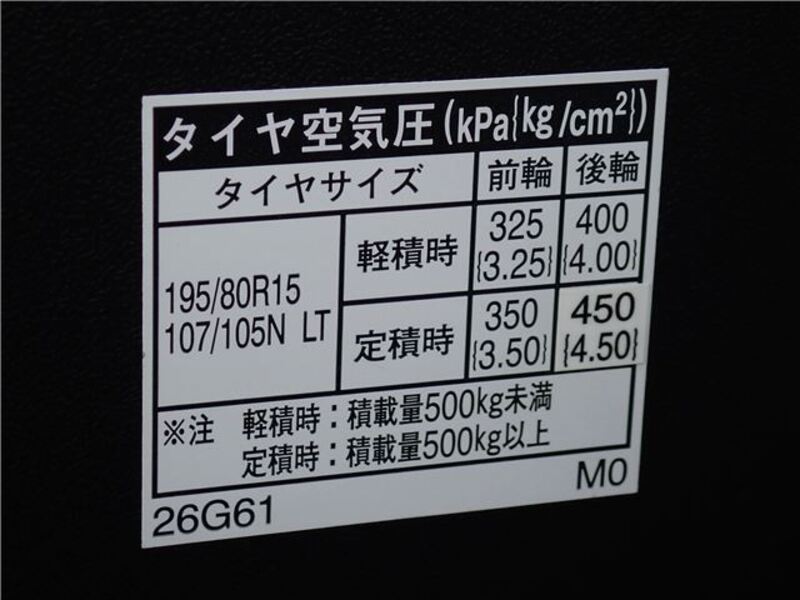 タイヤ空気圧(kPa{kg/cm²})
タイヤサイズ 前輪 後輪
195/80R15
107/105N LT
軽積時 325 400
{3.25} {4.00}
定積時 350 450
{3.50} {4.50}
※注 軽積時：積載量500kg未満
定積時：積載量500kg以上
26G61 M0